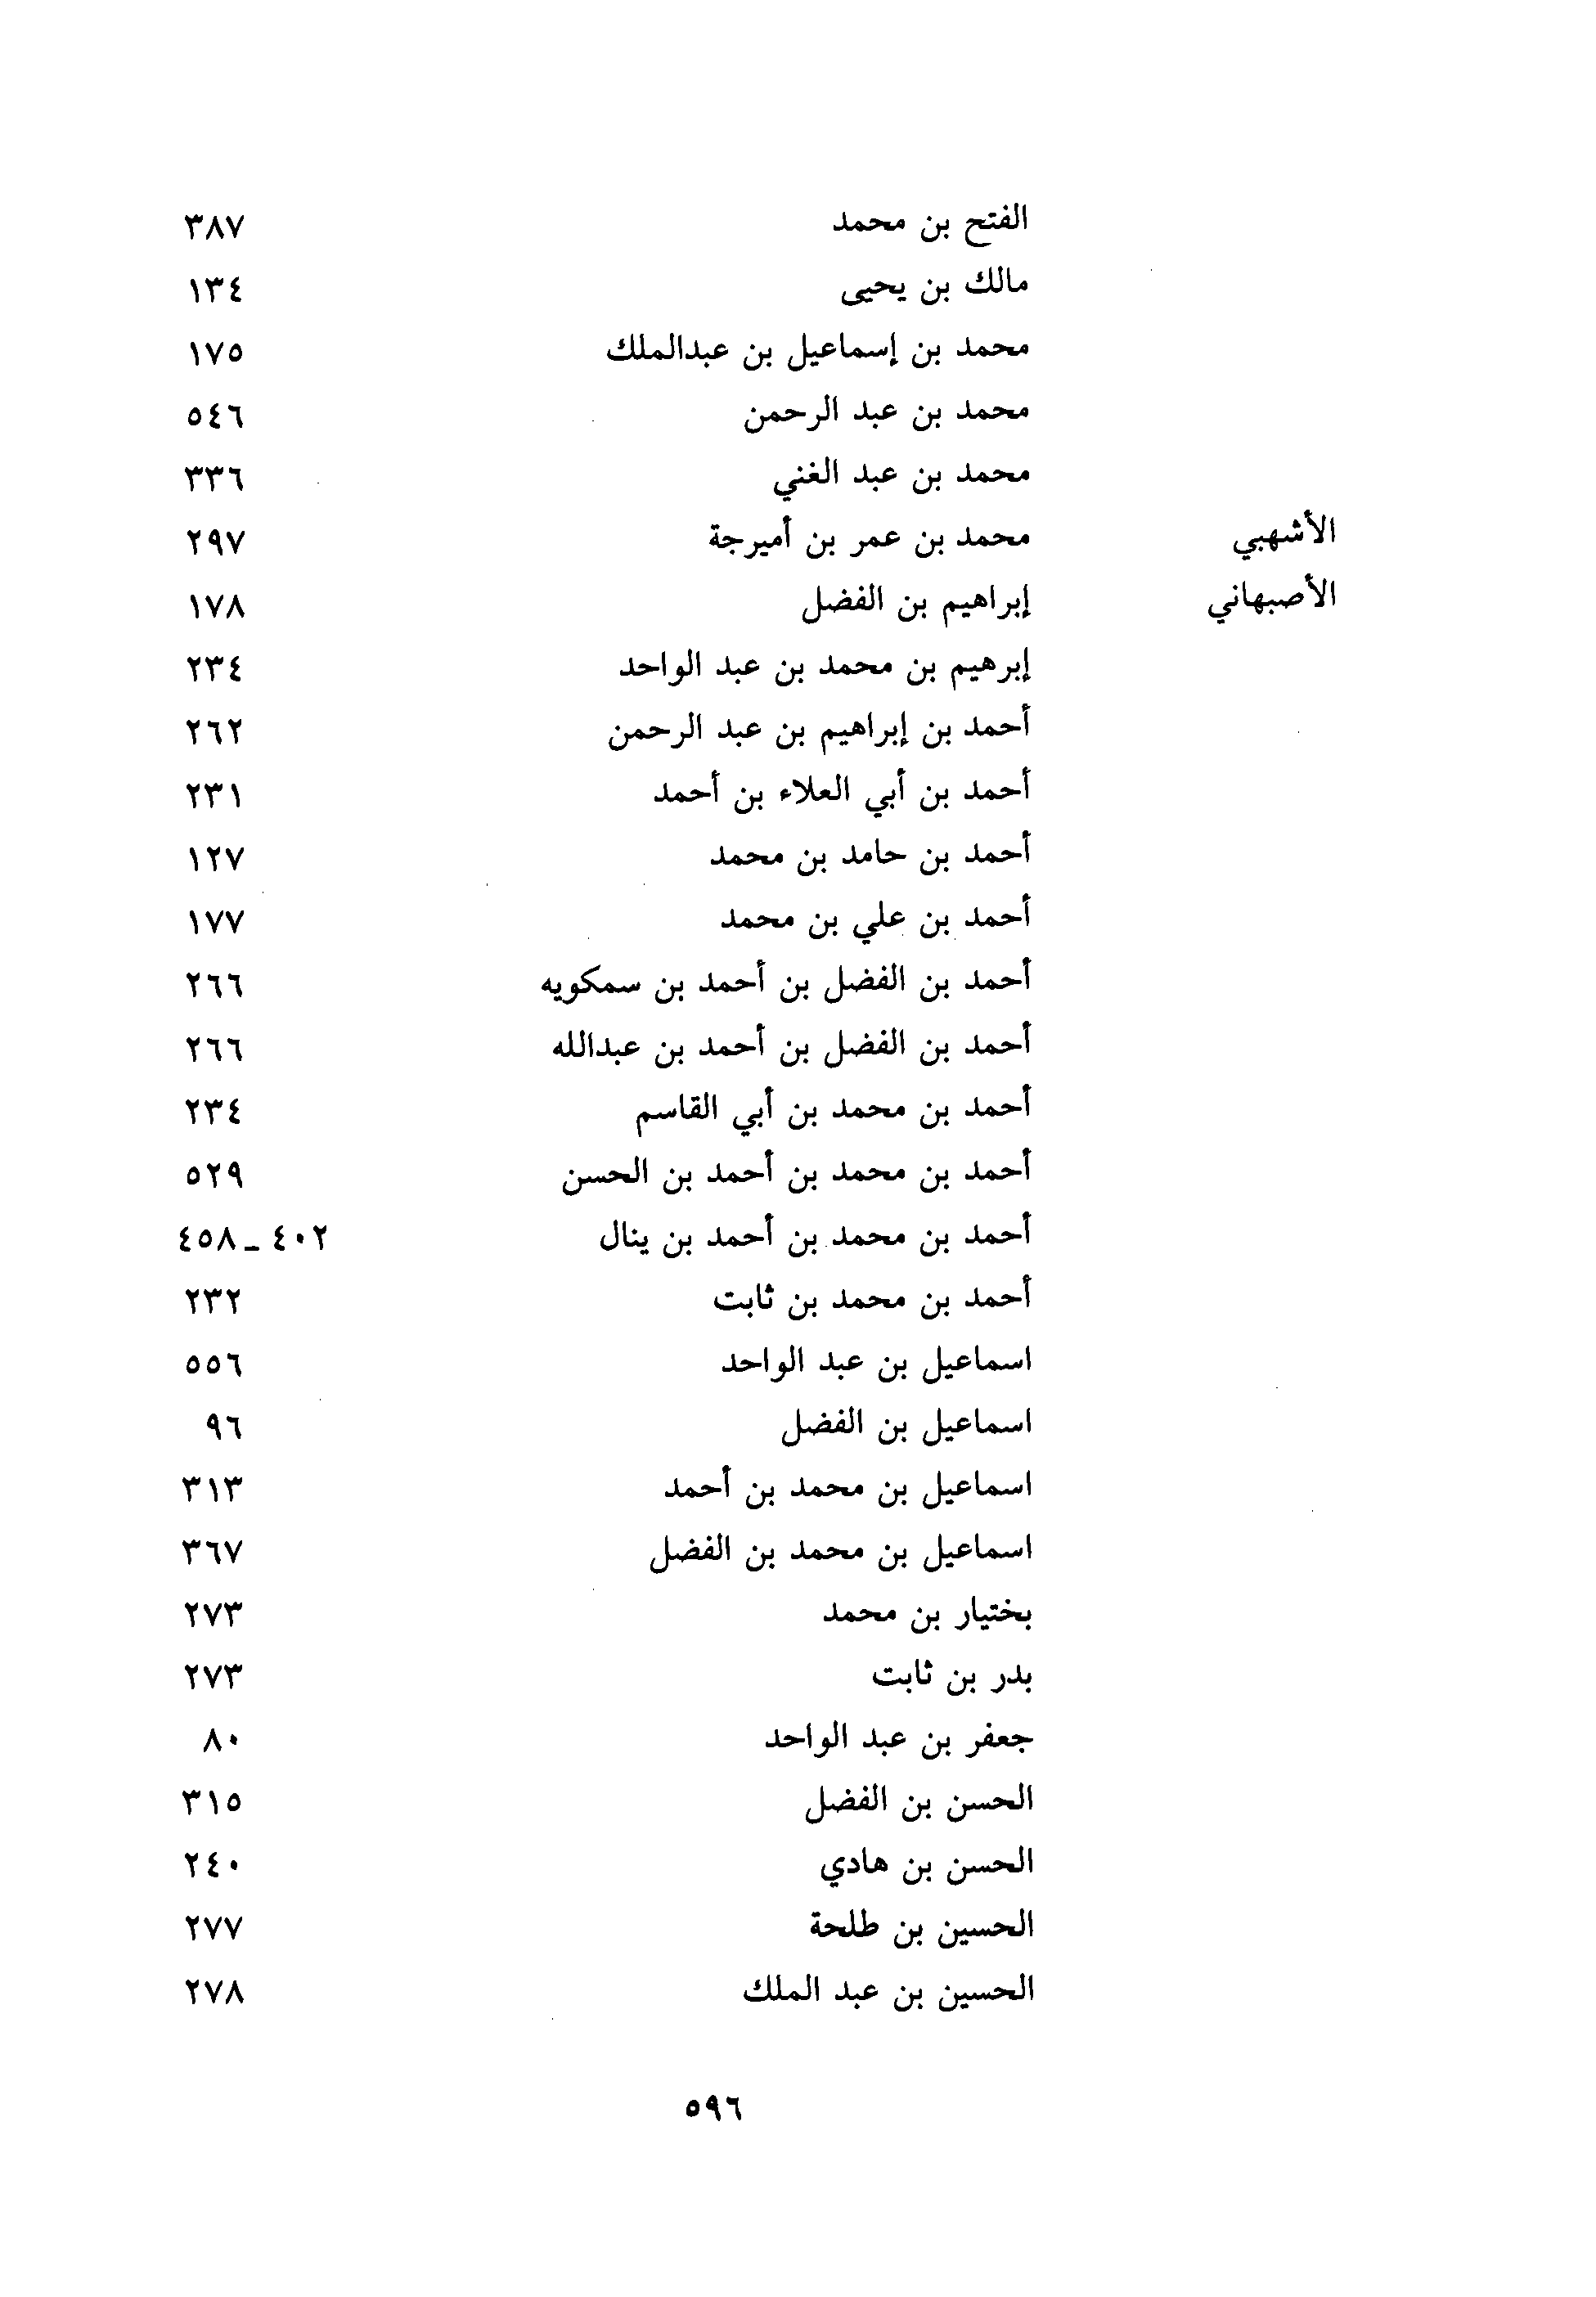 الفتح بن محمد ٣٨٧
مالك بن يحيى ١٣٤
محمد بن إسماعيل بن عبدالملك ١٧٥
محمد بن عبد الرحمن ٥٤٦
محمد بن عبد الغني ٣٣٦
الأشهبي محمد بن عمر بن أميرجة ٢٩٧
الأصبهاني إبراهيم بن الفضل ١٧٨
إبرهيم بن محمد بن عبد الواحد ٢٣٤
أحمد بن إبراهيم بن عبد الرحمن ٢٦٢
أحمد بن أبي العلاء بن أحمد ٢٣١
أحمد بن حامد بن محمد ١٢٧
أحمد بن علي بن محمد ١٧٧
أحمد بن الفضل بن أحمد بن سمكويه ٢٦٦
أحمد بن الفضل بن أحمد بن عبدالله ٢٦٦
أحمد بن محمد بن أبي القاسم ٢٣٤
أحمد بن محمد بن أحمد بن الحسن ٥٢٩
أحمد بن محمد بن أحمد بن ينال ٤٠٢ ـ ٤٥٨
أحمد بن محمد بن ثابت ٢٣٢
اسماعيل بن عبد الواحد ٥٥٦
اسماعيل بن الفضل ٩٦
اسماعيل بن محمد بن أحمد ٣١٣
اسماعيل بن محمد بن الفضل ٣٦٧
بختيار بن محمد ٢٧٣
بدر بن ثابت ٢٧٣
جعفر بن عبد الواحد ٨٠
الحسن بن الفضل ٣١٥
الحسن بن هادي ٢٤٠
الحسين بن طلحة ٢٧٧
الحسين بن عبد الملك ٢٧٨
٥٩٦